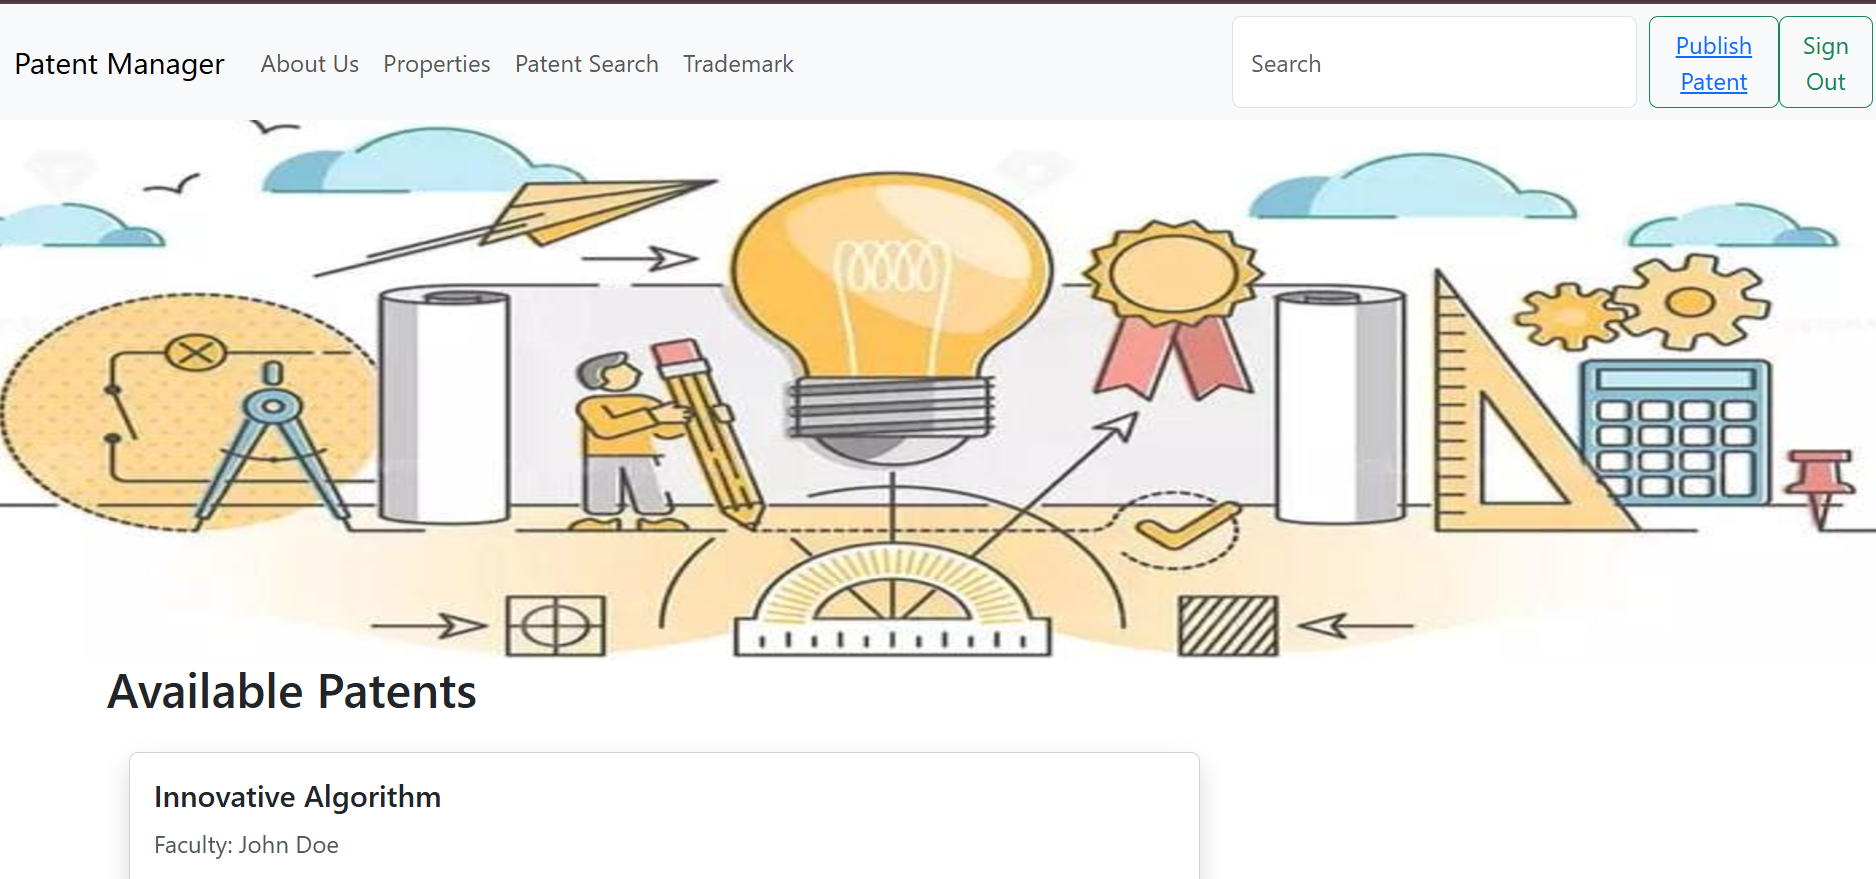 Patent Manager
About Us
Properties
Patent Search
Trademark
Search
Publish
Patent
Sign
Out
Available Patents
Innovative Algorithm
Faculty: John Doe